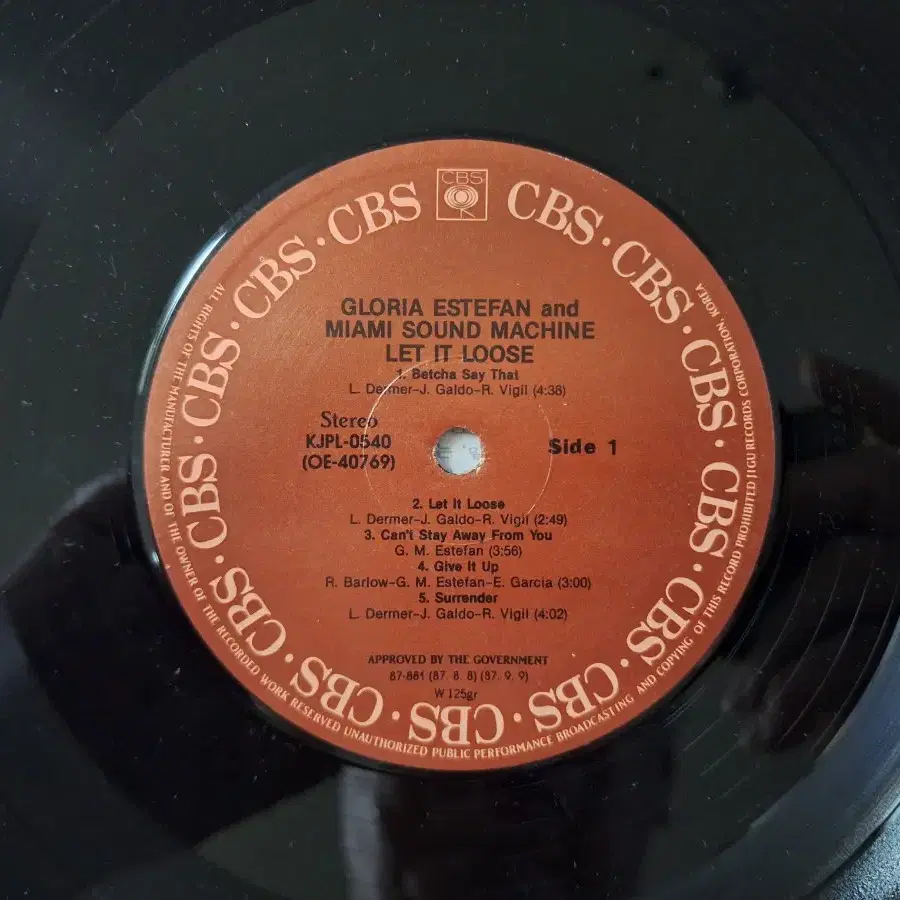 CBS
CBS · CBS · CBS · CBS · CBS · CBS · CBS · CBS · CBS · CBS · CBS · CBS · CBS · CBS
GLORIA ESTEFAN and
MIAMI SOUND MACHINE
LET IT LOOSE
1. Betcha Say That
L. Dermer-J. Galdo-R. Vigil (4:38)
Stereo
KJPL-0540
(OE-40769)
Side 1
2. Let It Loose
L. Dermer-J. Galdo-R. Vigil (2:49)
3. Can't Stay Away From You
G. M. Estefan (3:56)
4. Give It Up
R. Barlow-G. M. Estefan-E. Garcia (3:00)
5. Surrender
L. Dermer-J. Galdo-R. Vigil (4:02)
APPROVED BY THE GOVERNMENT
87-881 (87. 8. 8) (87. 9. 9)
W 125gr
ALL RIGHTS OF THE MANUFACTURER AND OF THE OWNER OF THE RECORDED WORK RESERVED UNAUTHORIZED PUBLIC PERFORMANCE BROADCASTING AND COPYING OF THIS RECORD PROHIBITED JIGU RECORDS CORPORATION, KOREA